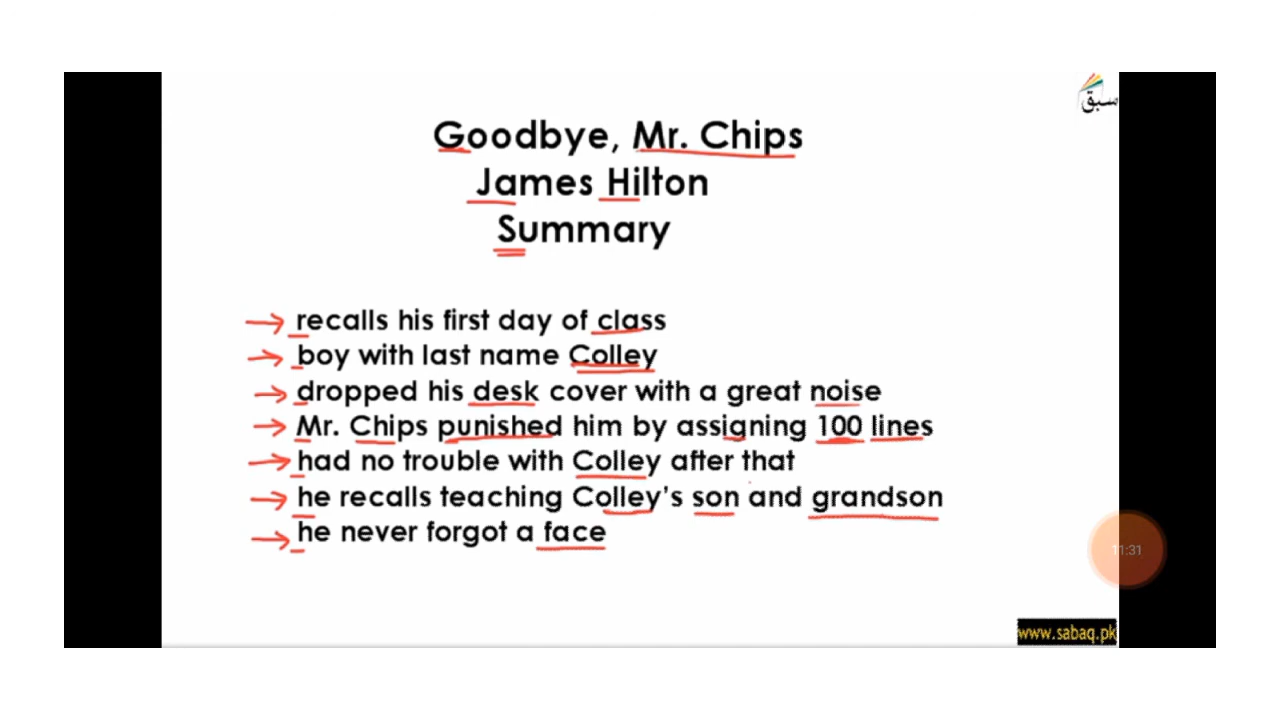 سبق
Goodbye, Mr. Chips
James Hilton
Summary
recalls his first day of class
boy with last name Colley
dropped his desk cover with a great noise
Mr. Chips punished him by assigning 100 lines
had no trouble with Colley after that
he recalls teaching Colley's son and grandson
he never forgot a face
11:31
www.sabaq.pk